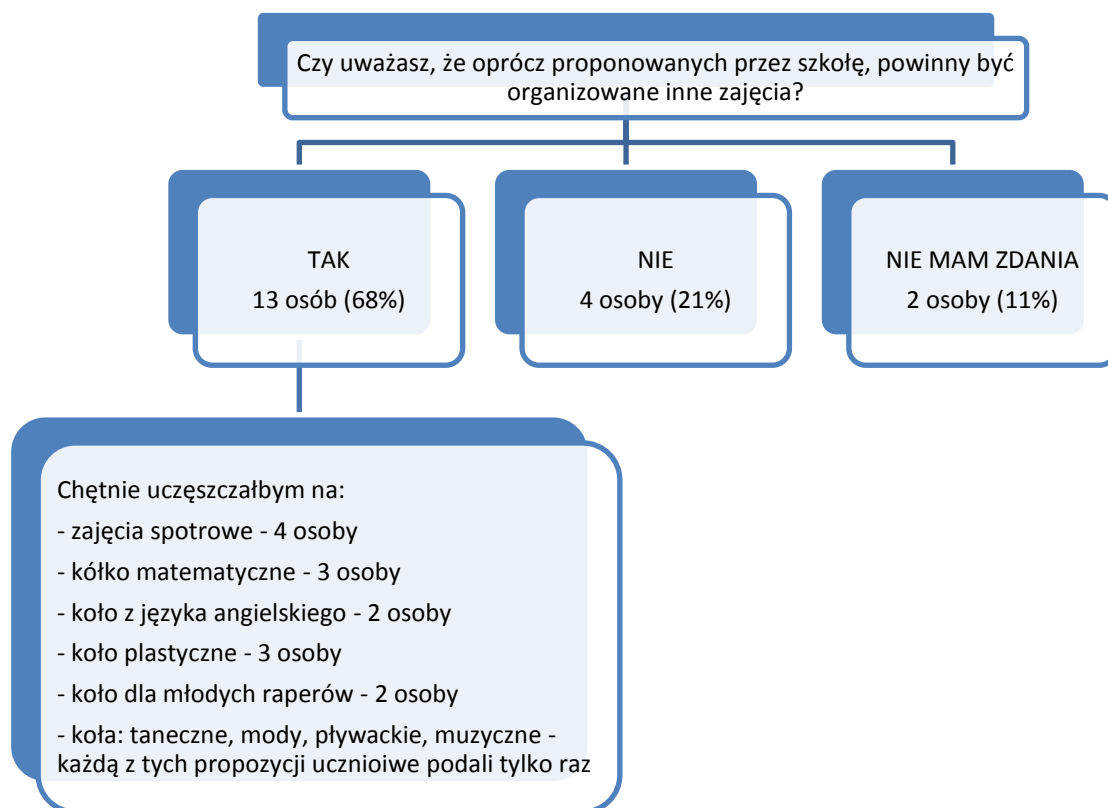 Czy uważasz, że oprócz proponowanych przez szkołę, powinny być
organizowane inne zajęcia?
TAK
13 osób (68%)
NIE
4 osoby (21%)
NIE MAM ZDANIA
2 osoby (11%)
Chętnie uczęszczałbym na:
- zajęcia spotrowe - 4 osoby
- kółko matematyczne - 3 osoby
- koło z języka angielskiego - 2 osoby
- koło plastyczne - 3 osoby
- koło dla młodych raperów - 2 osoby
- koła: taneczne, mody, pływackie, muzyczne -
każdą z tych propozycji ucznioiwe podali tylko raz